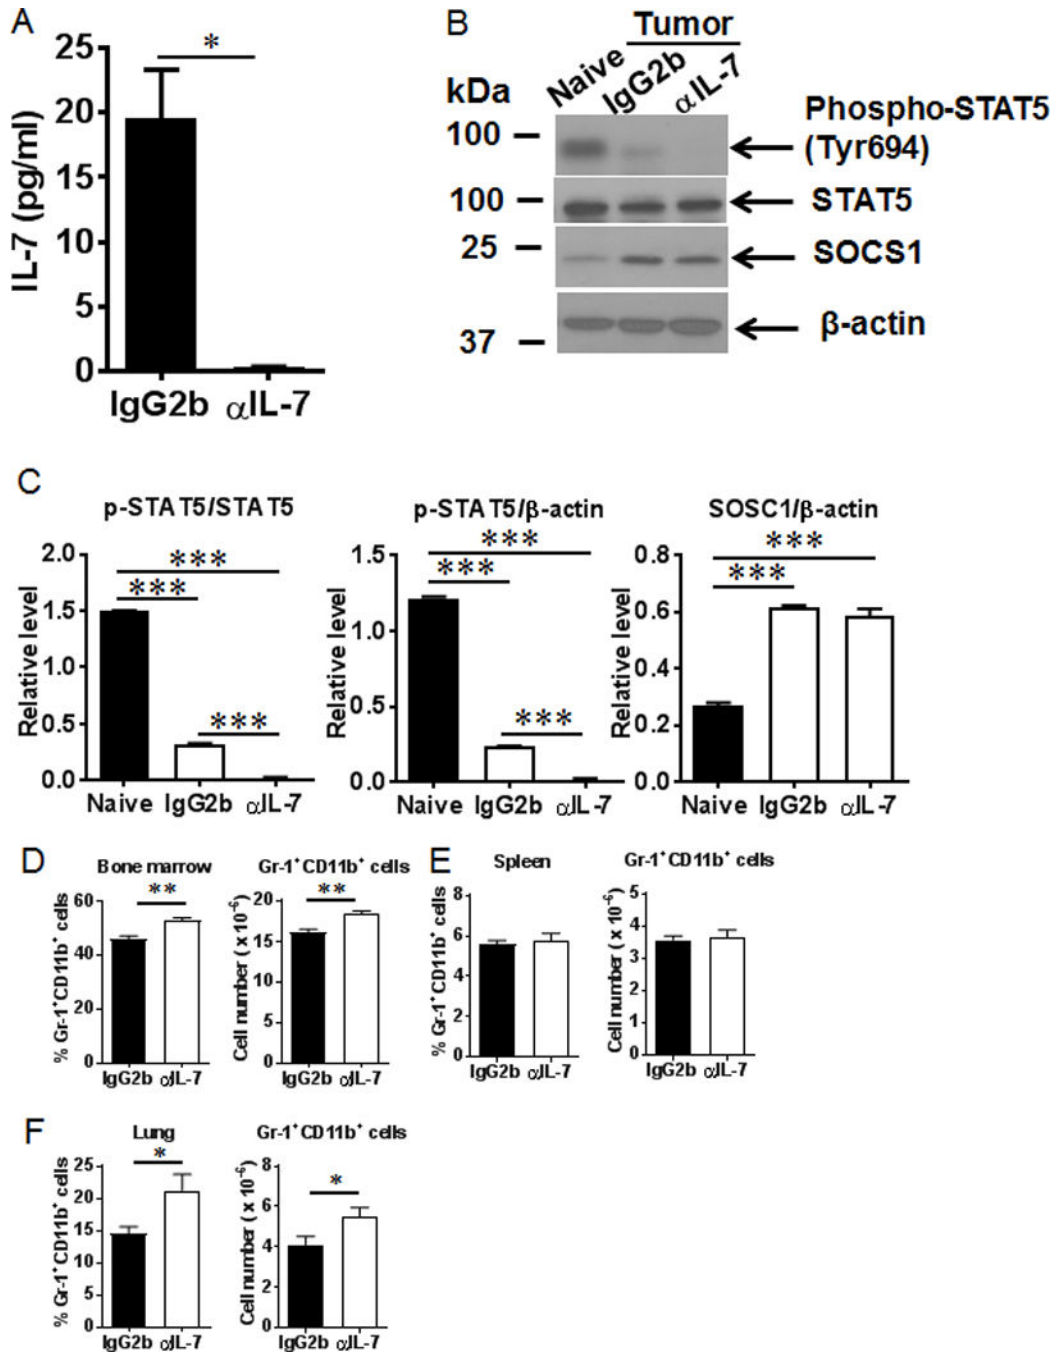 A
25
20
15
10
5
0
IL-7 (pg/ml)
*
IgG2b αIL-7
B
Tumor
Naive IgG2b αIL-7
kDa
100
Phospho-STAT5
(Tyr694)
100
STAT5
25
SOCS1
37
β-actin
C
p-STAT5/STAT5
Relative level
2.0
1.5
1.0
0.5
0.0
***
***
***
Naive IgG2b αIL-7
p-STAT5/β-actin
Relative level
1.5
1.0
0.5
0.0
***
***
***
Naive IgG2b αIL-7
SOSC1/β-actin
Relative level
0.8
0.6
0.4
0.2
0.0
***
***
Naive IgG2b αIL-7
D
Bone marrow
% Gr-1⁺CD11b⁺ cells
60
40
20
0
**
IgG2b αIL-7
Gr-1⁺CD11b⁺ cells
Cell number ( x 10⁻⁶)
20
15
10
5
0
**
IgG2b αIL-7
E
Spleen
% Gr-1⁺CD11b⁺ cells
8
6
4
2
0
IgG2b αIL-7
Gr-1⁺CD11b⁺ cells
Cell number ( x 10⁻⁶)
5
4
3
2
1
0
IgG2b αIL-7
F
Lung
% Gr-1⁺CD11b⁺ cells
25
20
15
10
5
0
*
IgG2b αIL-7
Gr-1⁺CD11b⁺ cells
Cell number ( x 10⁻⁶)
8
6
4
2
0
*
IgG2b αIL-7